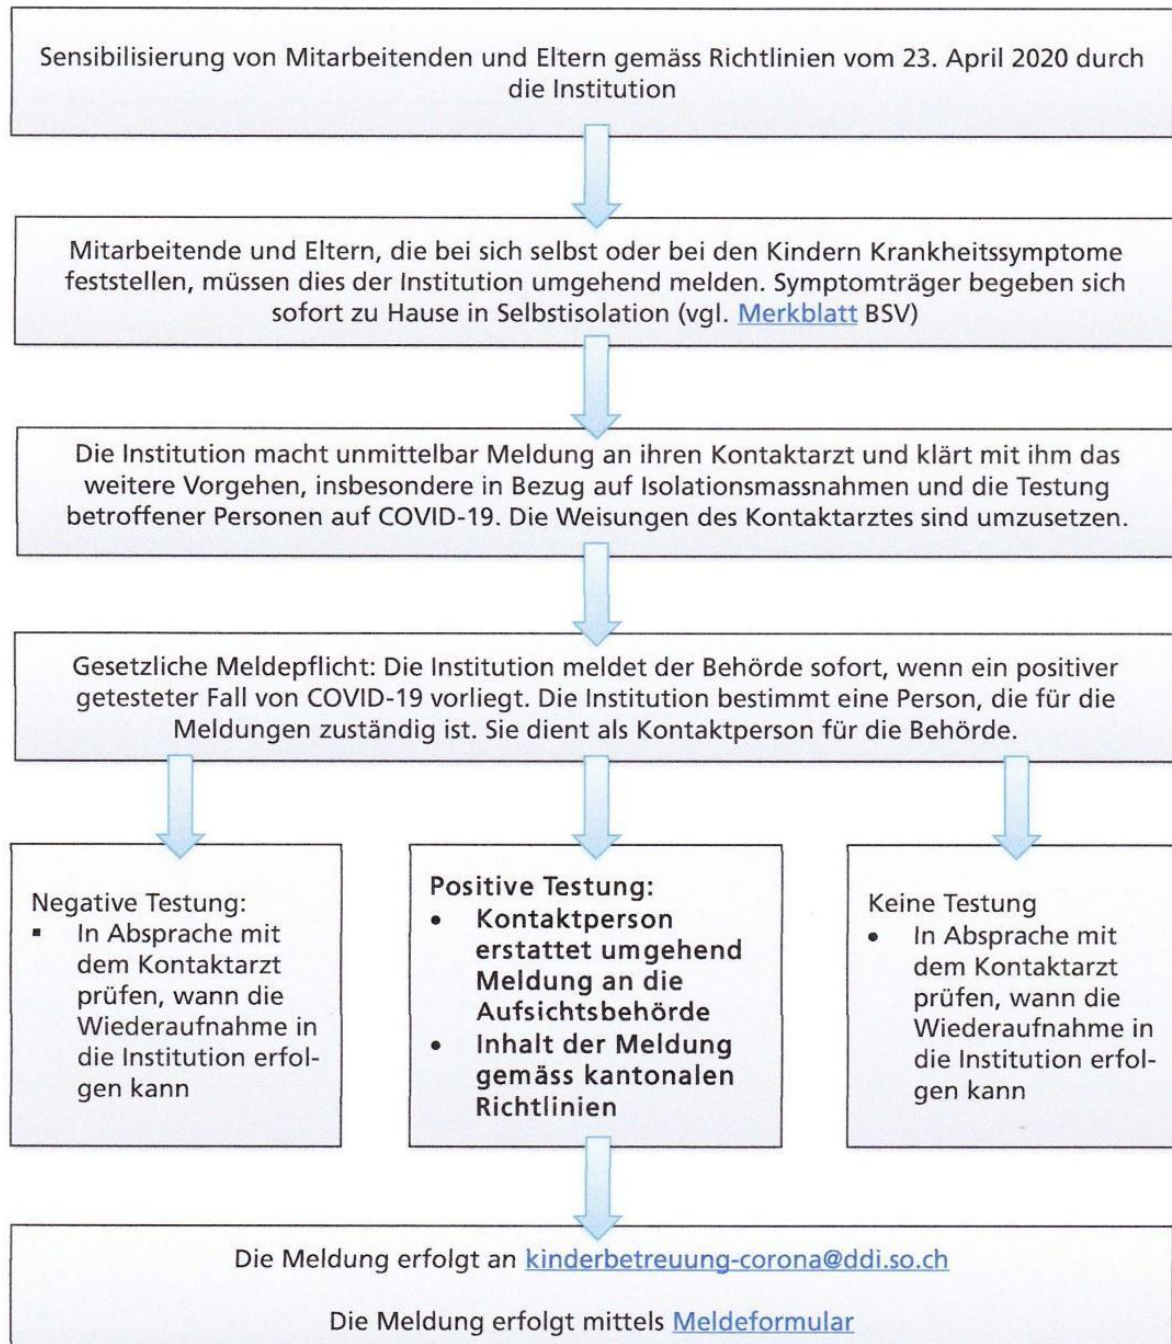 Sensibilisierung von Mitarbeitenden und Eltern gemäss Richtlinien vom 23. April 2020 durch
die Institution
Mitarbeitende und Eltern, die bei sich selbst oder bei den Kindern Krankheitssymptome
feststellen, müssen dies der Institution umgehend melden. Symptomträger begeben sich
sofort zu Hause in Selbstisolation (vgl. Merkblatt BSV)
Die Institution macht unmittelbar Meldung an ihren Kontaktarzt und klärt mit ihm das
weitere Vorgehen, insbesondere in Bezug auf Isolationsmassnahmen und die Testung
betroffener Personen auf COVID-19. Die Weisungen des Kontaktarztes sind umzusetzen.
Gesetzliche Meldepflicht: Die Institution meldet der Behörde sofort, wenn ein positiver
getesteter Fall von COVID-19 vorliegt. Die Institution bestimmt eine Person, die für die
Meldungen zuständig ist. Sie dient als Kontaktperson für die Behörde.
Negative Testung:
▪ In Absprache mit
dem Kontaktarzt
prüfen, wann die
Wiederaufnahme in
die Institution erfol-
gen kann
Positive Testung:
• Kontaktperson
erstattet umgehend
Meldung an die
Aufsichtsbehörde
• Inhalt der Meldung
gemäss kantonalen
Richtlinien
Keine Testung
• In Absprache mit
dem Kontaktarzt
prüfen, wann die
Wiederaufnahme in
die Institution erfol-
gen kann
Die Meldung erfolgt an kinderbetreuung-corona@ddi.so.ch
Die Meldung erfolgt mittels Meldeformular